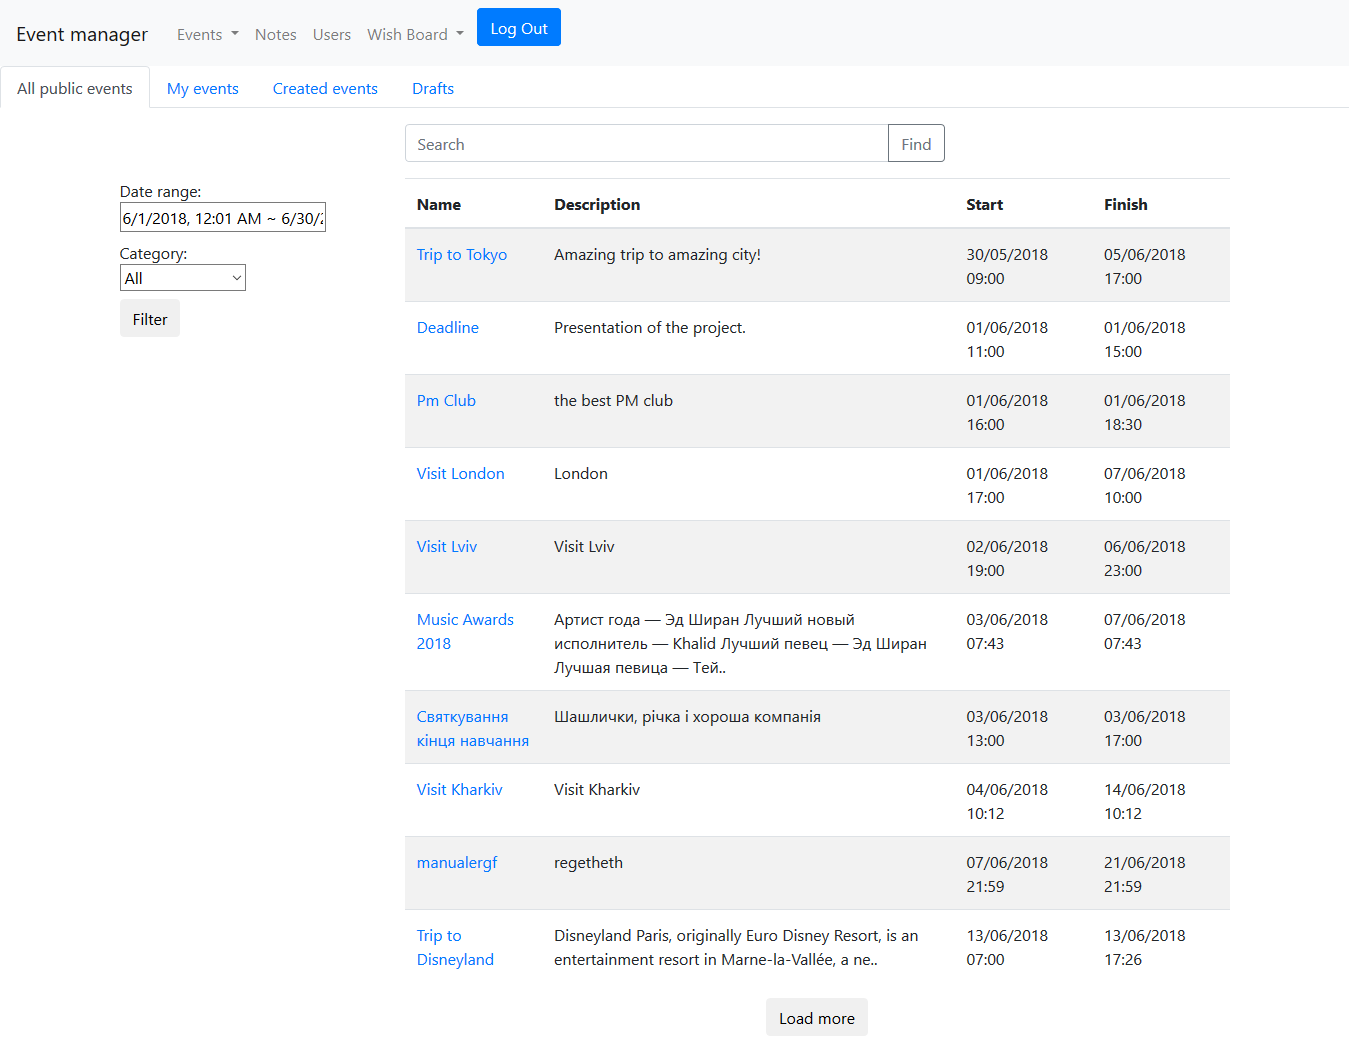 Event manager Events Notes Users Wish Board Log Out
All public events My events Created events Drafts
Search Find
Date range:
6/1/2018, 12:01 AM ~ 6/30/
Category:
All
Filter
Name Description Start Finish
Trip to Tokyo Amazing trip to amazing city! 30/05/2018 05/06/2018
09:00 17:00
Deadline Presentation of the project. 01/06/2018 01/06/2018
11:00 15:00
Pm Club the best PM club 01/06/2018 01/06/2018
16:00 18:30
Visit London London 01/06/2018 07/06/2018
17:00 10:00
Visit Lviv Visit Lviv 02/06/2018 06/06/2018
19:00 23:00
Music Awards Артист года — Эд Ширан Лучший новый 03/06/2018 07/06/2018
2018 исполнитель — Khalid Лучший певец — Эд Ширан 07:43 07:43
Лучшая певица — Тей..
Святкування Шашлички, річка і хороша компанія 03/06/2018 03/06/2018
кінця навчання 13:00 17:00
Visit Kharkiv Visit Kharkiv 04/06/2018 14/06/2018
10:12 10:12
manualergf regetheth 07/06/2018 21/06/2018
21:59 21:59
Trip to Disneyland Paris, originally Euro Disney Resort, is an 13/06/2018 13/06/2018
Disneyland entertainment resort in Marne-la-Vallée, a ne.. 07:00 17:26
Load more